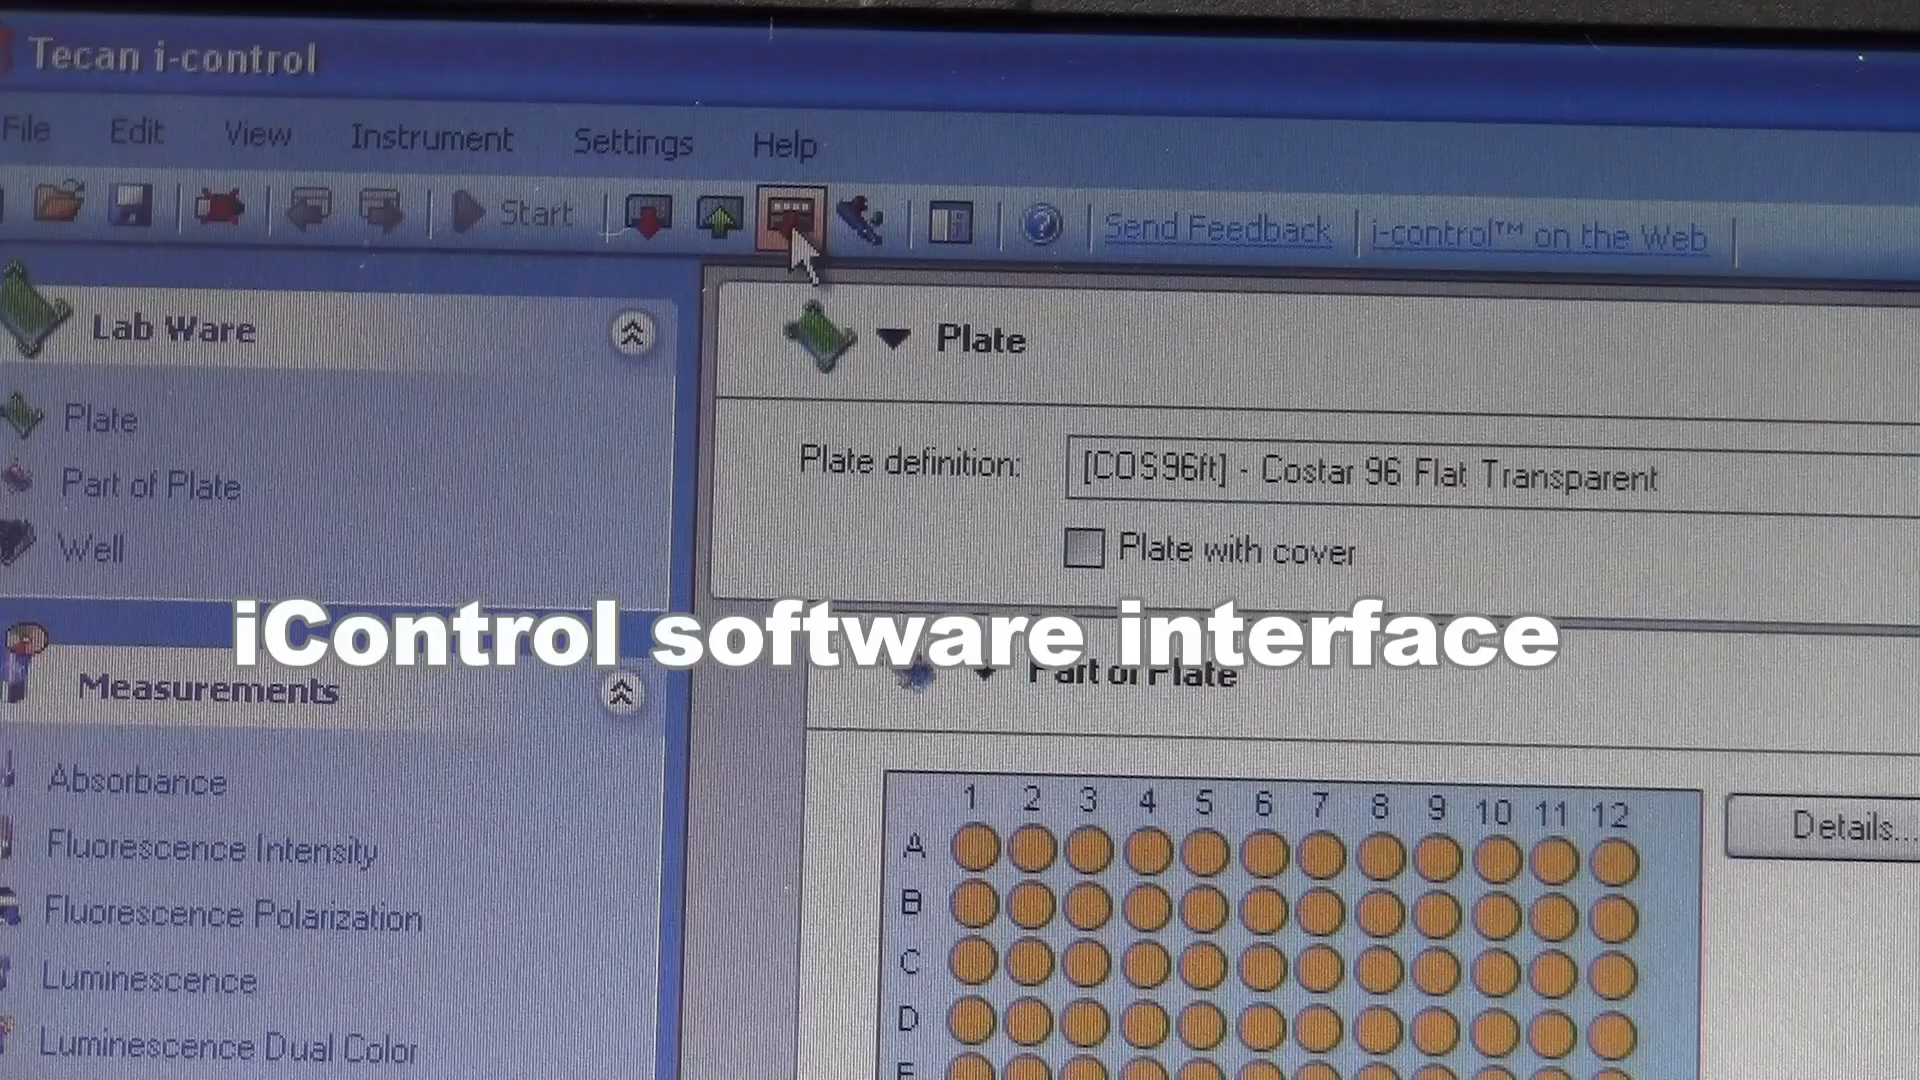 Tecan i-control
File Edit View Instrument Settings Help
Start Send Feedback i-control™ on the Web
Lab Ware
Plate
Part of Plate
Well
Measurements
Absorbance
Fluorescence Intensity
Fluorescence Polarization
Luminescence
Luminescence Dual Color
Plate
Plate definition: [COS96ft] - Costar 96 Flat Transparent
Plate with cover
iControl software interface
Part of Plate
1 2 3 4 5 6 7 8 9 10 11 12
A
B
C
D
E
Details...